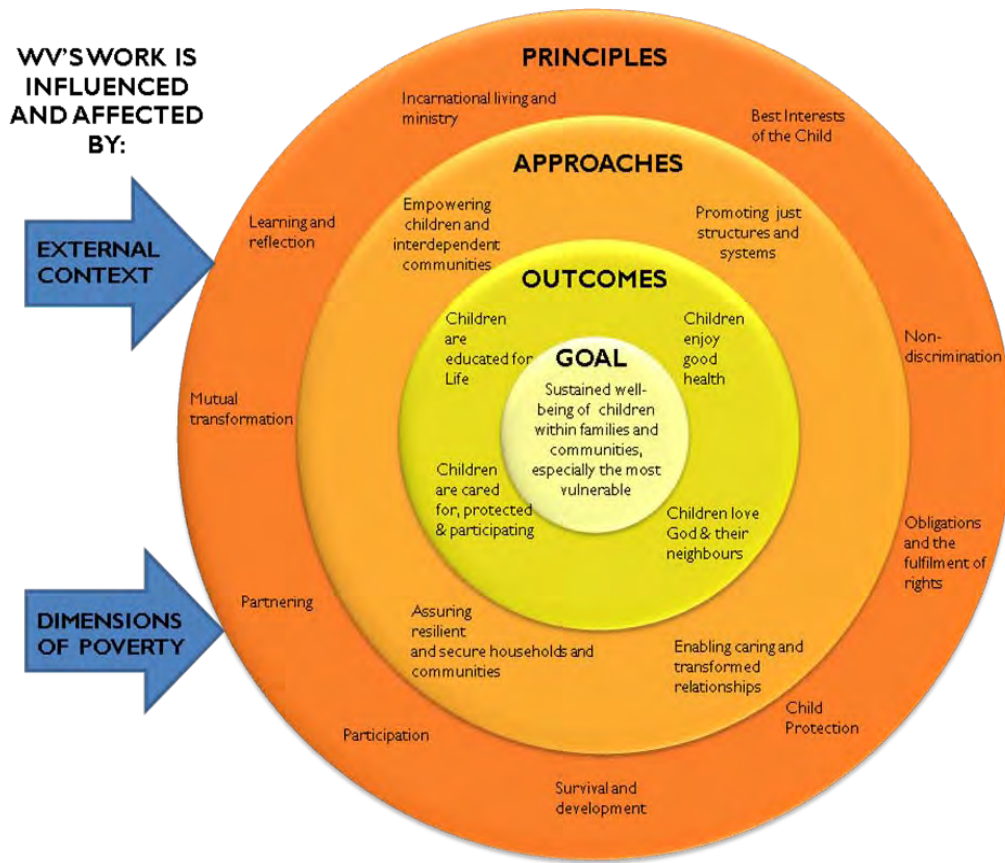 WV'S WORK IS
INFLUENCED
AND AFFECTED
BY:
EXTERNAL
CONTEXT
DIMENSIONS
OF POVERTY
PRINCIPLES
Incarnational living and
ministry
Best Interests
of the Child
Learning and
reflection
Non-
discrimination
Mutual
transformation
Obligations
and the
fulfilment of
rights
Partnering
Child
Protection
Participation
Survival and
development
APPROACHES
Empowering
children and
interdependent
communities
Promoting just
structures and
systems
Assuring
resilient
and secure households and
communities
Enabling caring and
transformed
relationships
OUTCOMES
Children
are
educated for
Life
Children
enjoy
good
health
Children
are cared
for, protected
& participating
Children love
God & their
neighbours
GOAL
Sustained well-
being of children
within families and
communities,
especially the most
vulnerable